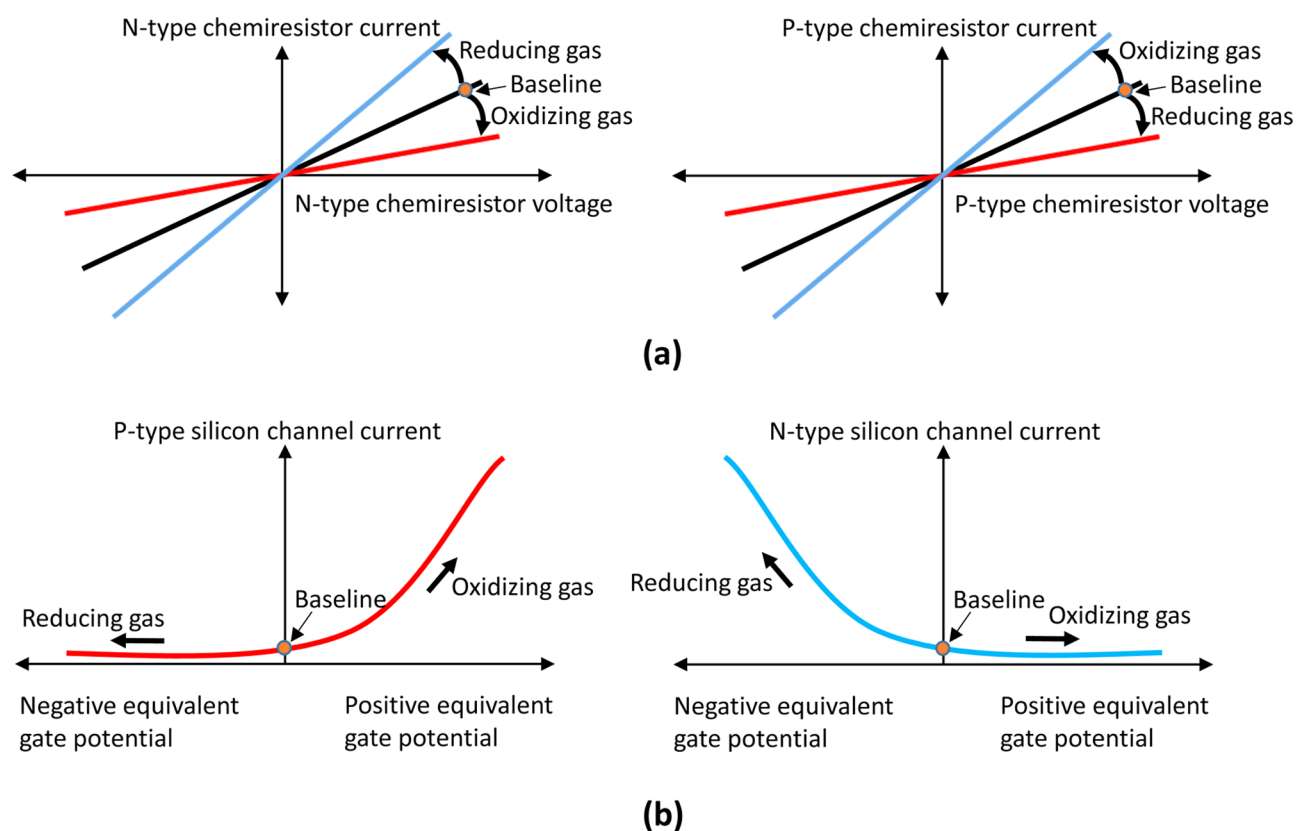 N-type chemiresistor current
Reducing gas
Baseline
Oxidizing gas
N-type chemiresistor voltage
P-type chemiresistor current
Oxidizing gas
Baseline
Reducing gas
P-type chemiresistor voltage
(a)
P-type silicon channel current
Oxidizing gas
Baseline
Reducing gas
Negative equivalent
gate potential
Positive equivalent
gate potential
N-type silicon channel current
Reducing gas
Baseline
Oxidizing gas
Negative equivalent
gate potential
Positive equivalent
gate potential
(b)